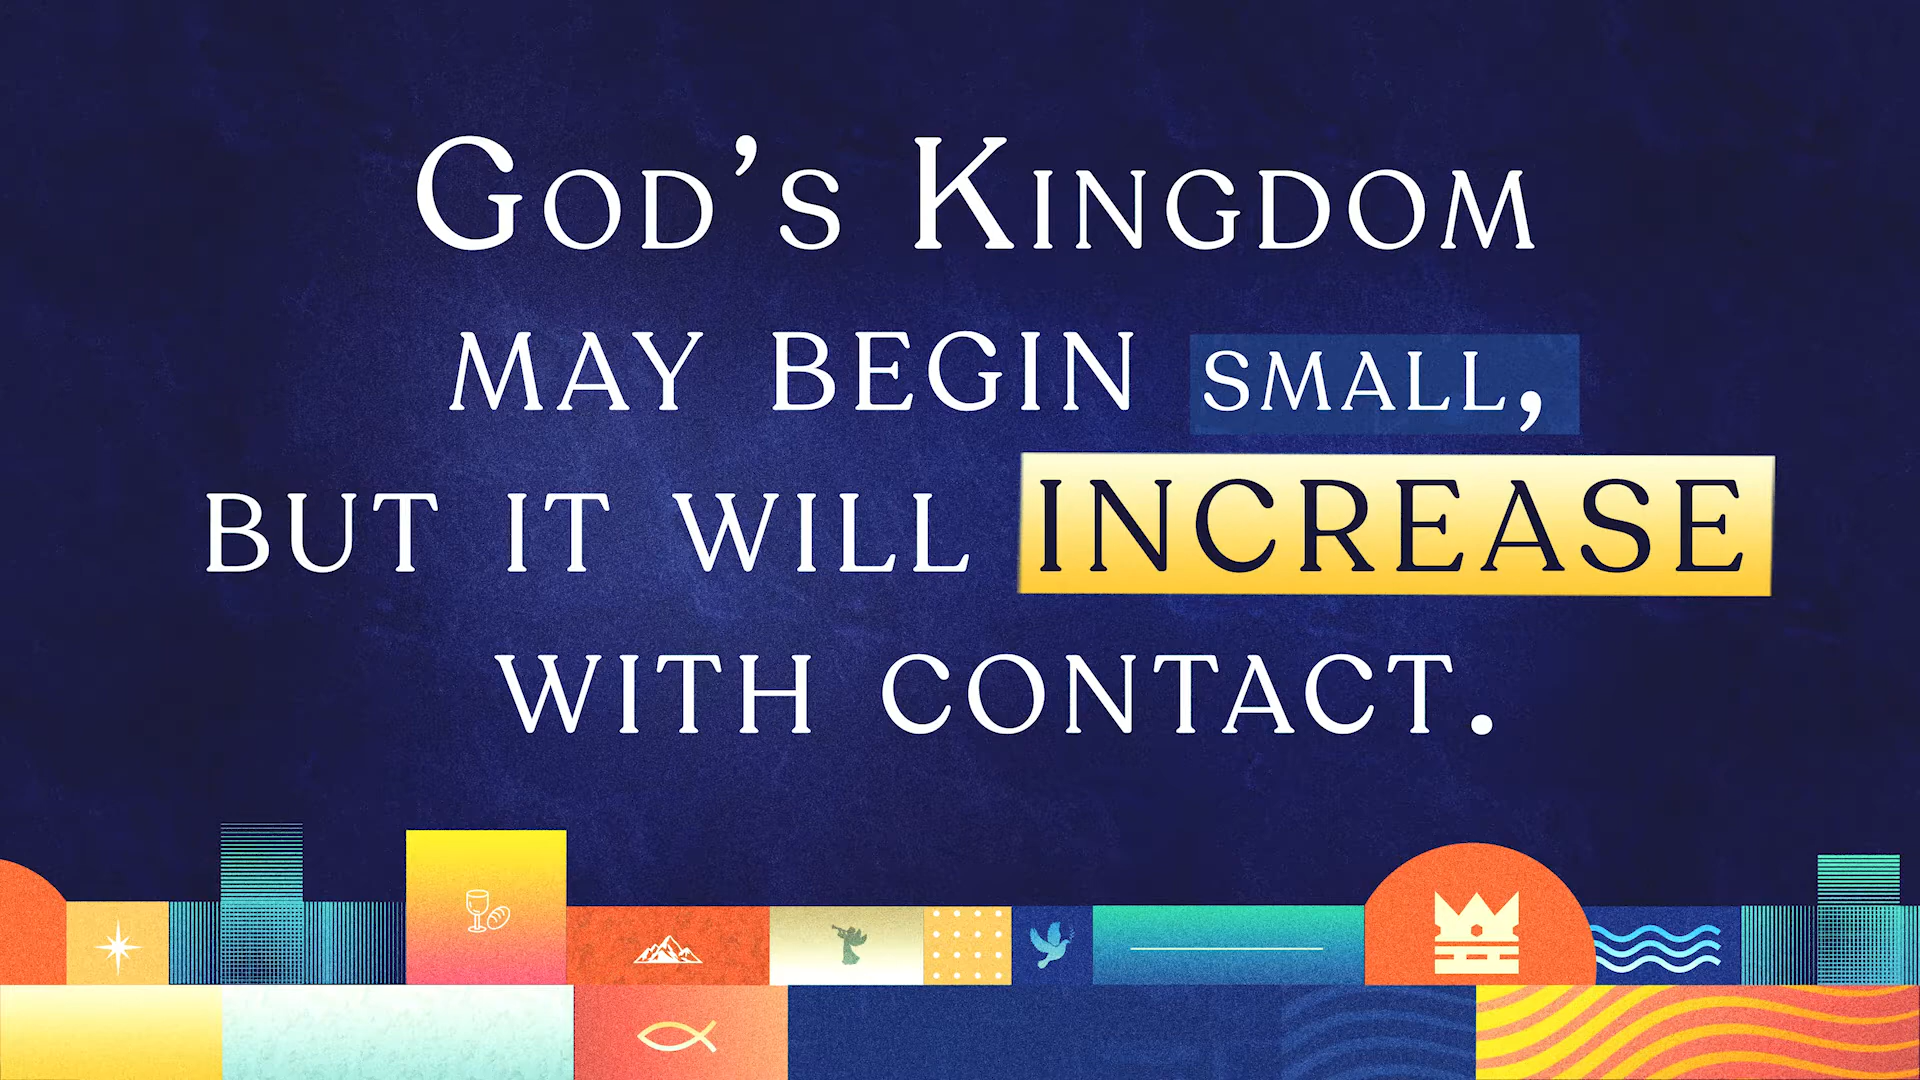 God's Kingdom
may begin small,
but it will increase
with contact.